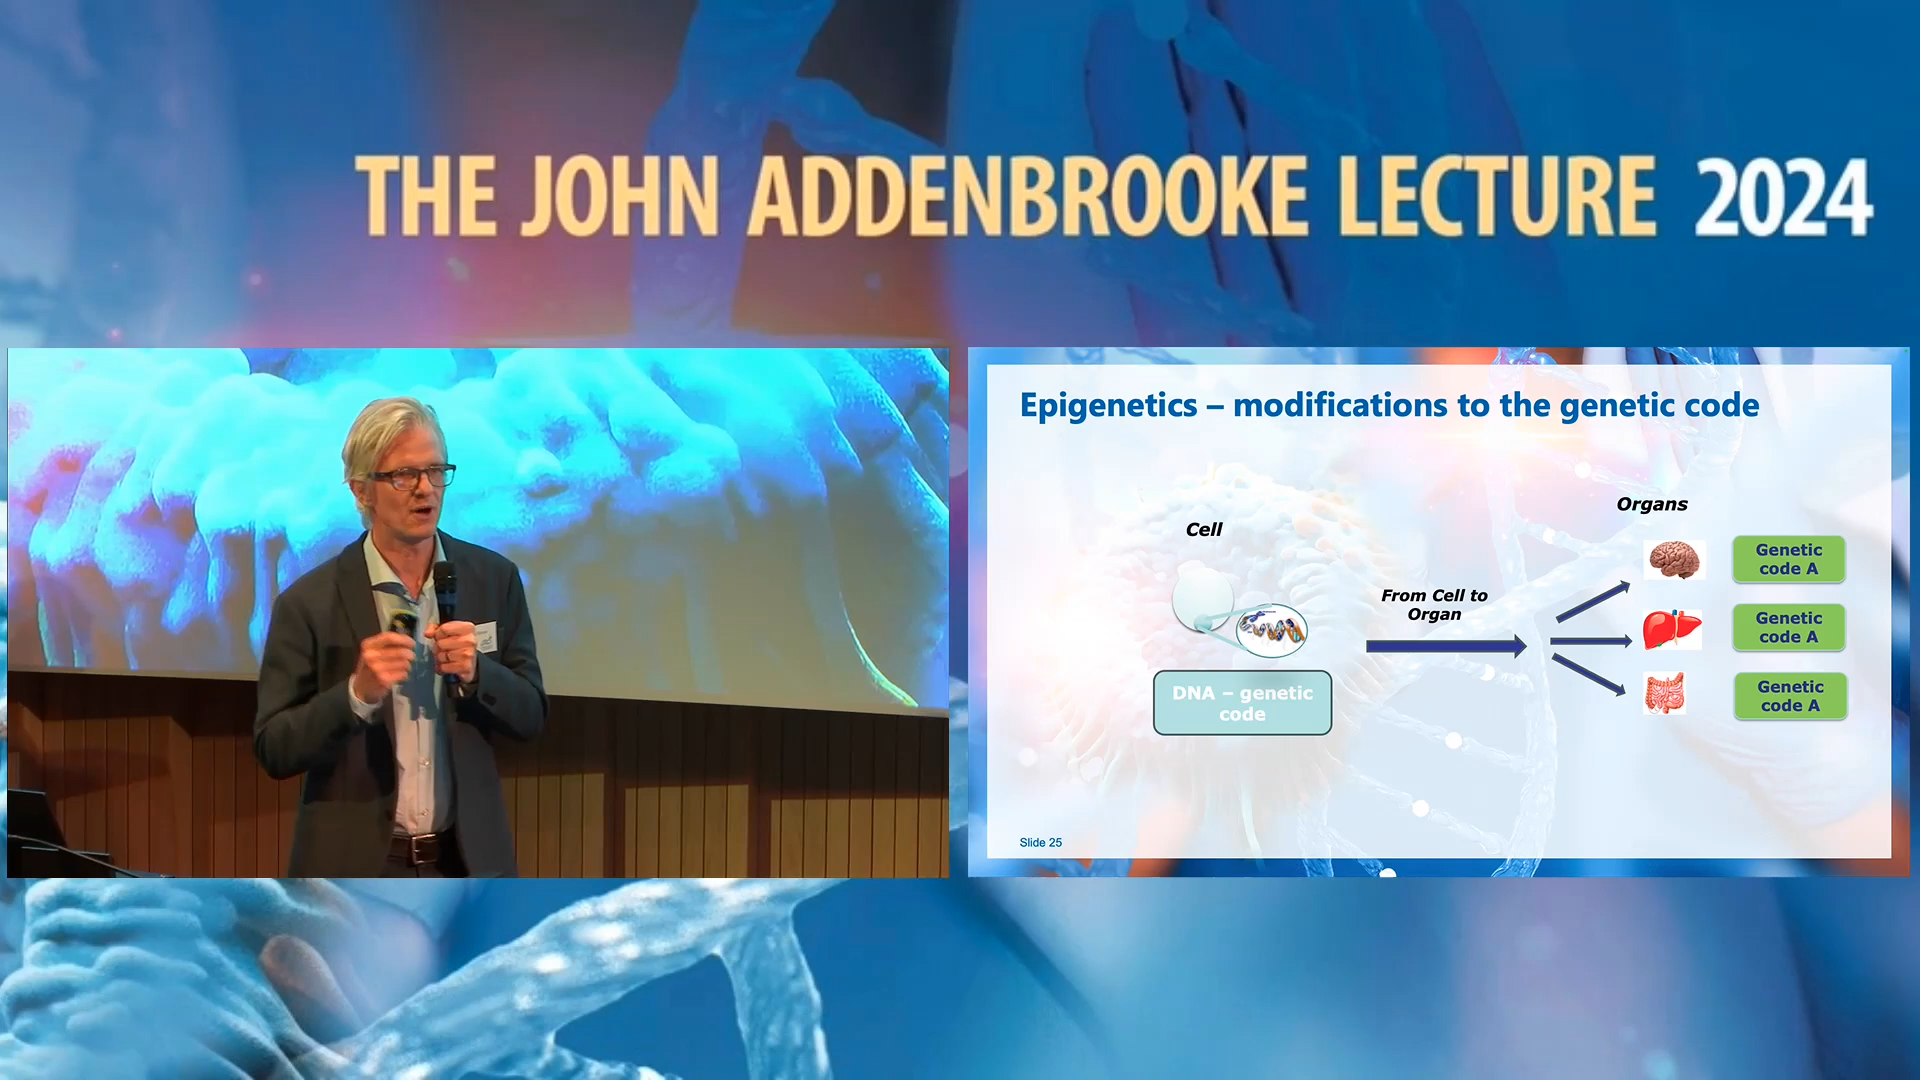 THE JOHN ADDENBROOKE LECTURE 2024
Epigenetics – modifications to the genetic code
Organs
Cell
Genetic
code A
From Cell to
Organ
Genetic
code A
DNA – genetic
code
Genetic
code A
Slide 25